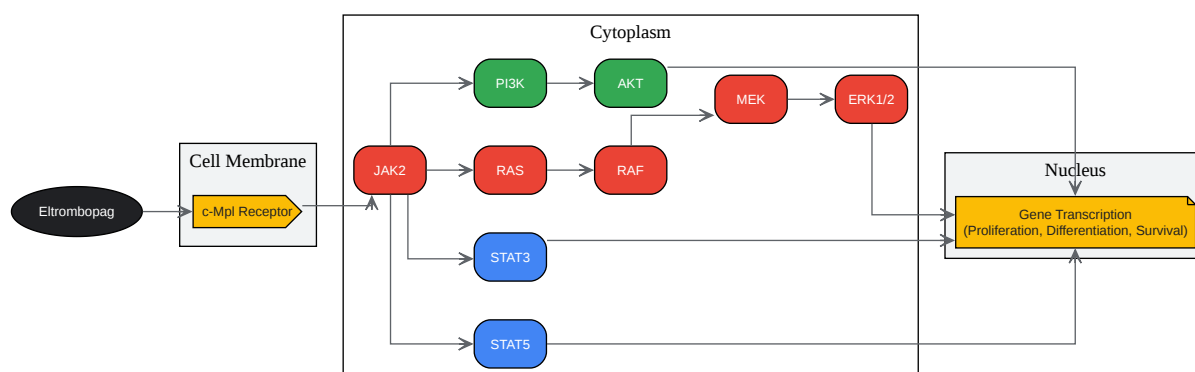 Cytoplasm
PI3K
AKT
MEK
ERK1/2
Cell Membrane
JAK2
RAS
RAF
Nucleus
Eltrombopag
c-Mpl Receptor
Gene Transcription
(Proliferation, Differentiation, Survival)
STAT3
STAT5